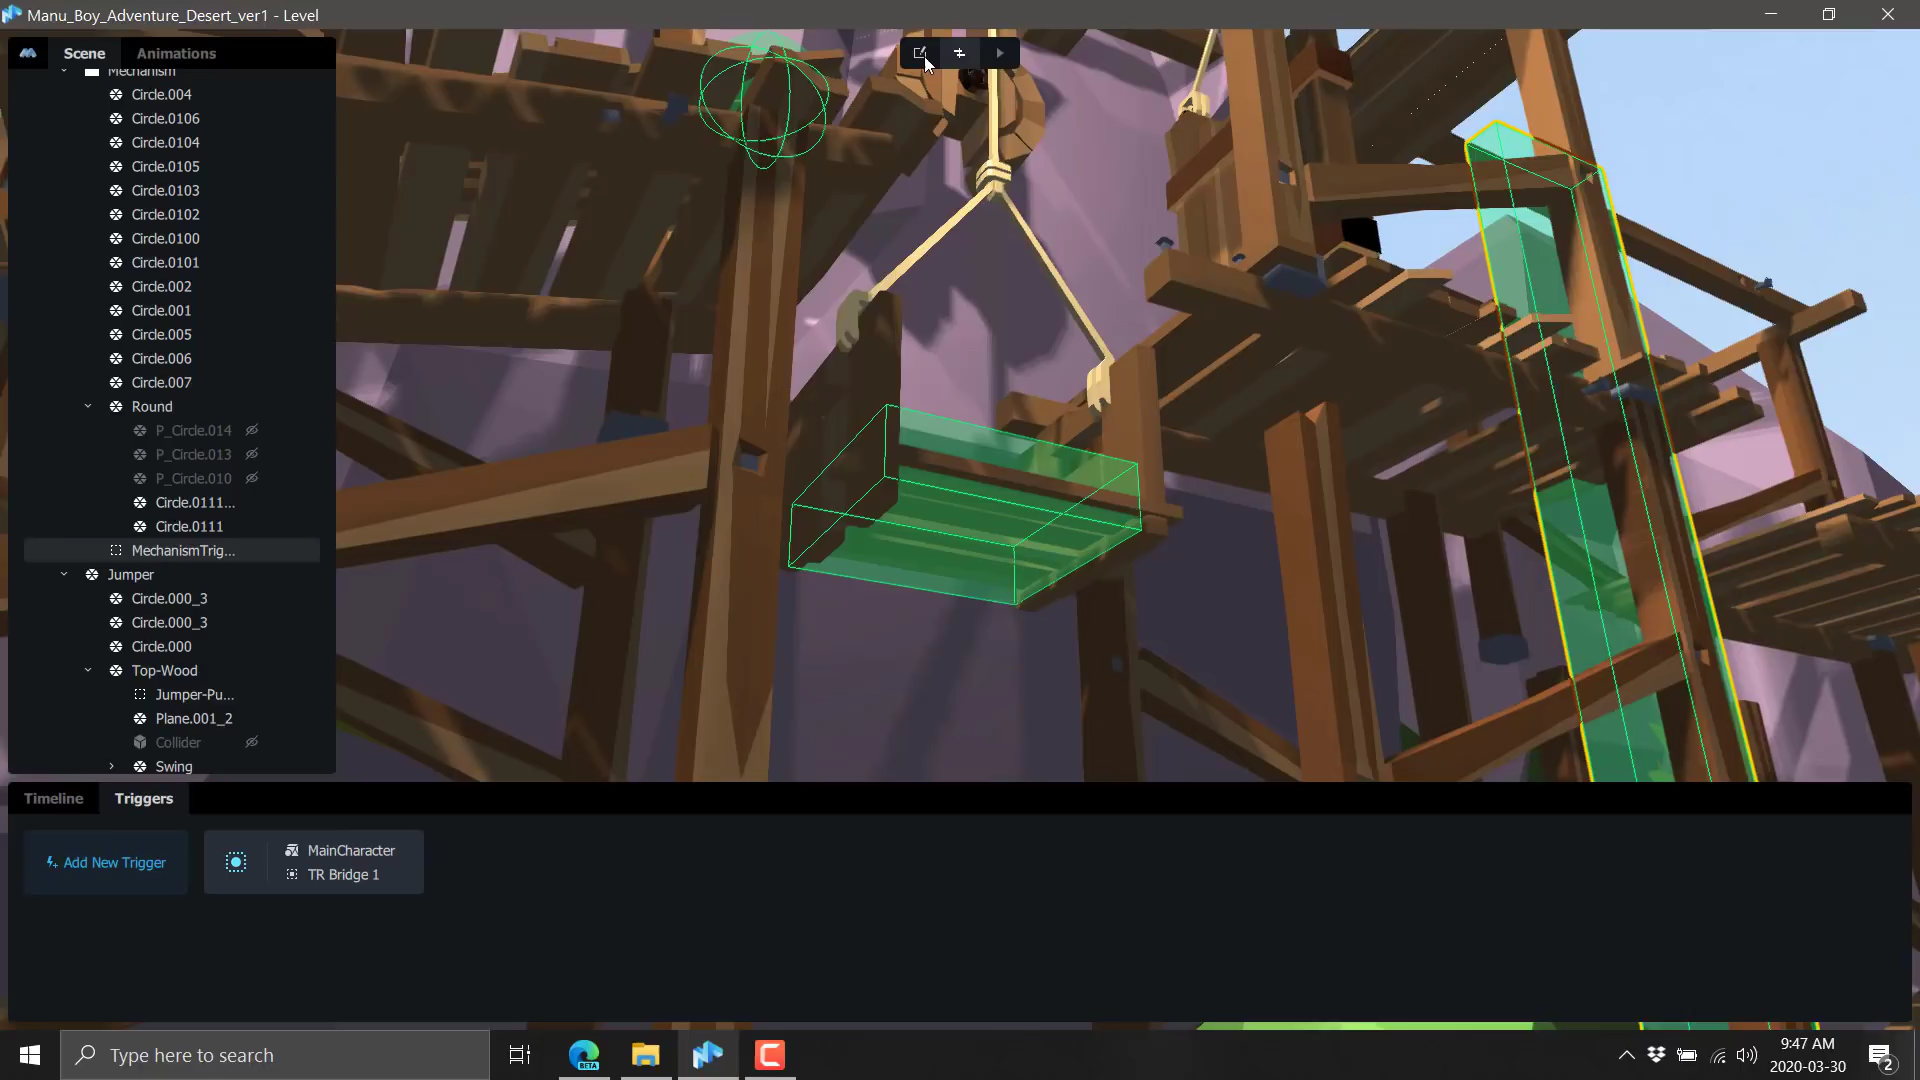 Manu_Boy_Adventure_Desert_ver1 - Level
Scene
Animations
Mechanism
Circle.004
Circle.0106
Circle.0104
Circle.0105
Circle.0103
Circle.0102
Circle.0100
Circle.0101
Circle.002
Circle.001
Circle.005
Circle.006
Circle.007
Round
P_Circle.014
P_Circle.013
P_Circle.010
Circle.0111...
Circle.0111
MechanismTrig...
Jumper
Circle.000_3
Circle.000_3
Circle.000
Top-Wood
Jumper-Pu...
Plane.001_2
Collider
Swing
Timeline
Triggers
Add New Trigger
MainCharacter
TR Bridge 1
Type here to search
BETA
9:47 AM
2020-03-30
2